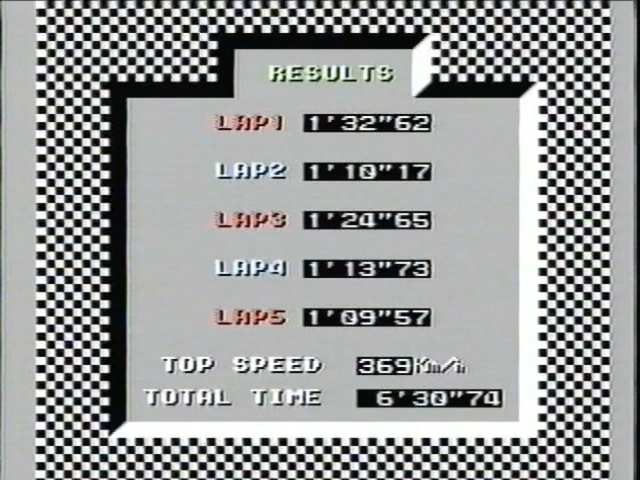 RESULTS
LAP1 1'32"62
LAP2 1'10"17
LAP3 1'24"65
LAP4 1'13"73
LAP5 1'09"57
TOP SPEED 369Km/h
TOTAL TIME 6'30"74